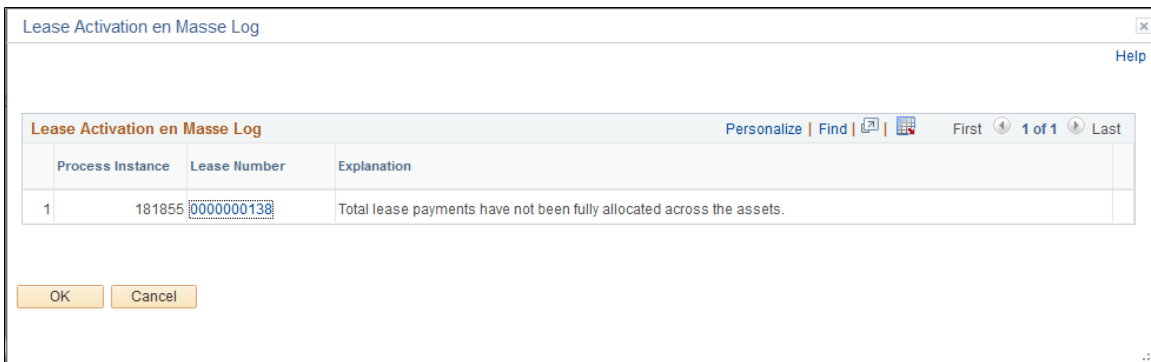 Lease Activation en Masse Log
Help
Lease Activation en Masse Log Personalize | Find | | First 1 of 1 Last
Process Instance Lease Number Explanation
1 181855 0000000138 Total lease payments have not been fully allocated across the assets.
OK Cancel